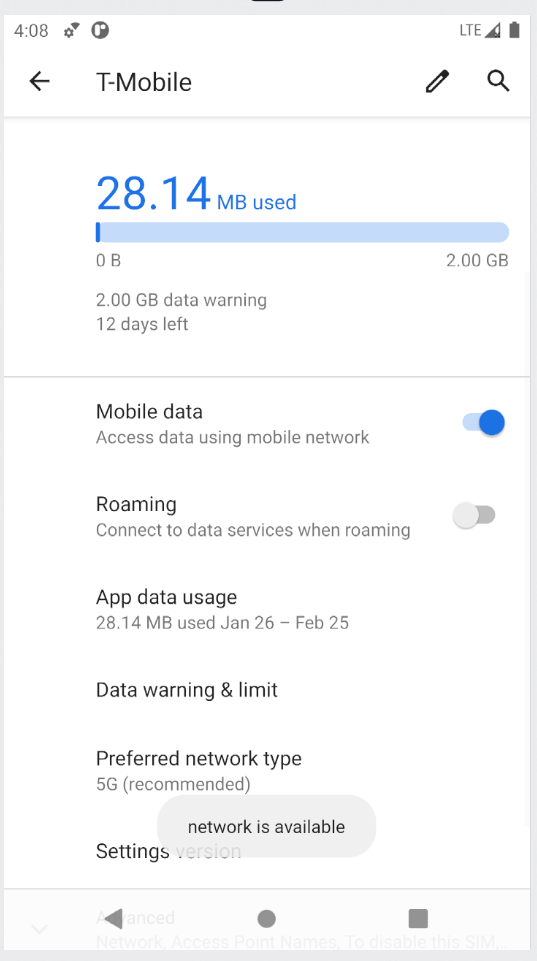 4:08 LTE
T-Mobile
28.14 MB used
0 B 2.00 GB
2.00 GB data warning
12 days left
Mobile data
Access data using mobile network
Roaming
Connect to data services when roaming
App data usage
28.14 MB used Jan 26 – Feb 25
Data warning & limit
Preferred network type
5G (recommended)
network is available
Settings version
Advanced
Network, Access Point Names, To disable this SIM,...